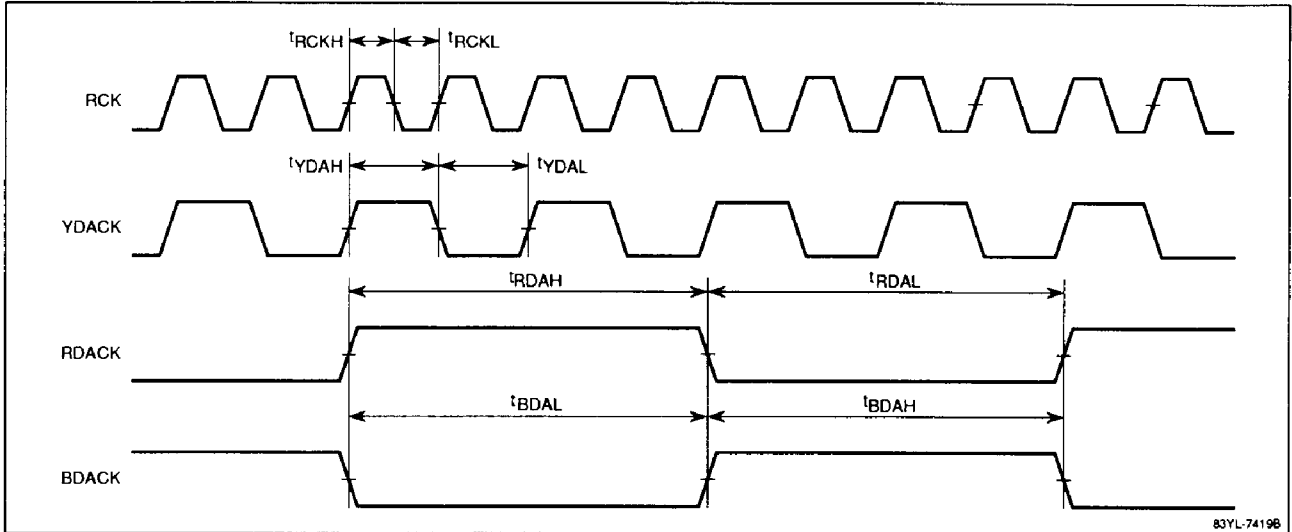 tRCKH tRCKL
RCK
tYDAH tYDAL
YDACK
tRDAH tRDAL
RDACK
tBDAL tBDAH
BDACK
83YL-7419B